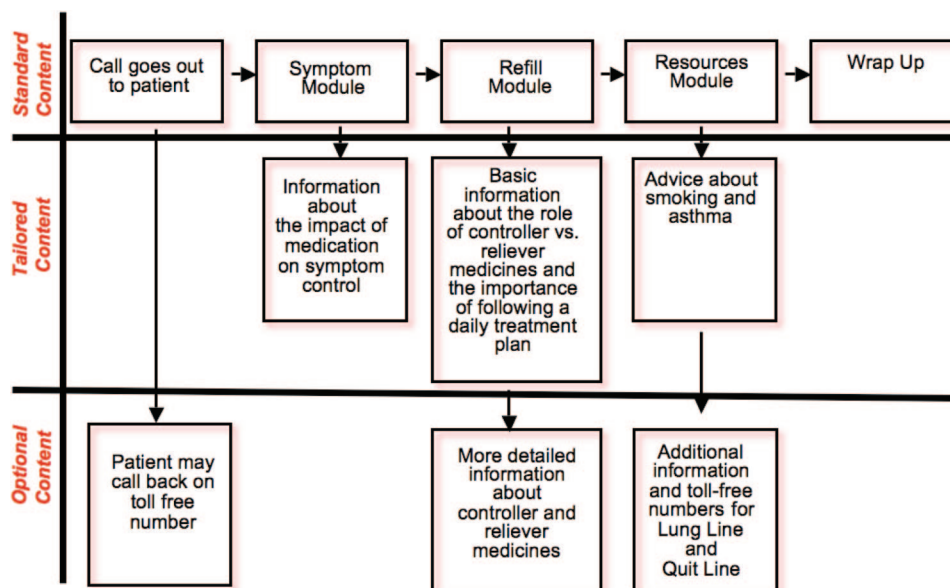 Standard
Content
Call goes out
to patient
Symptom
Module
Refill
Module
Resources
Module
Wrap Up
Tailored
Content
Information
about
the impact of
medication
on symptom
control
Basic
information
about the role
of controller vs.
reliever
medicines and
the importance
of following a
daily treatment
plan
Advice about
smoking and
asthma
Optional
Content
Patient may
call back on
toll free
number
More detailed
information
about
controller and
reliever
medicines
Additional
information
and toll-free
numbers for
Lung Line
and
Quit Line